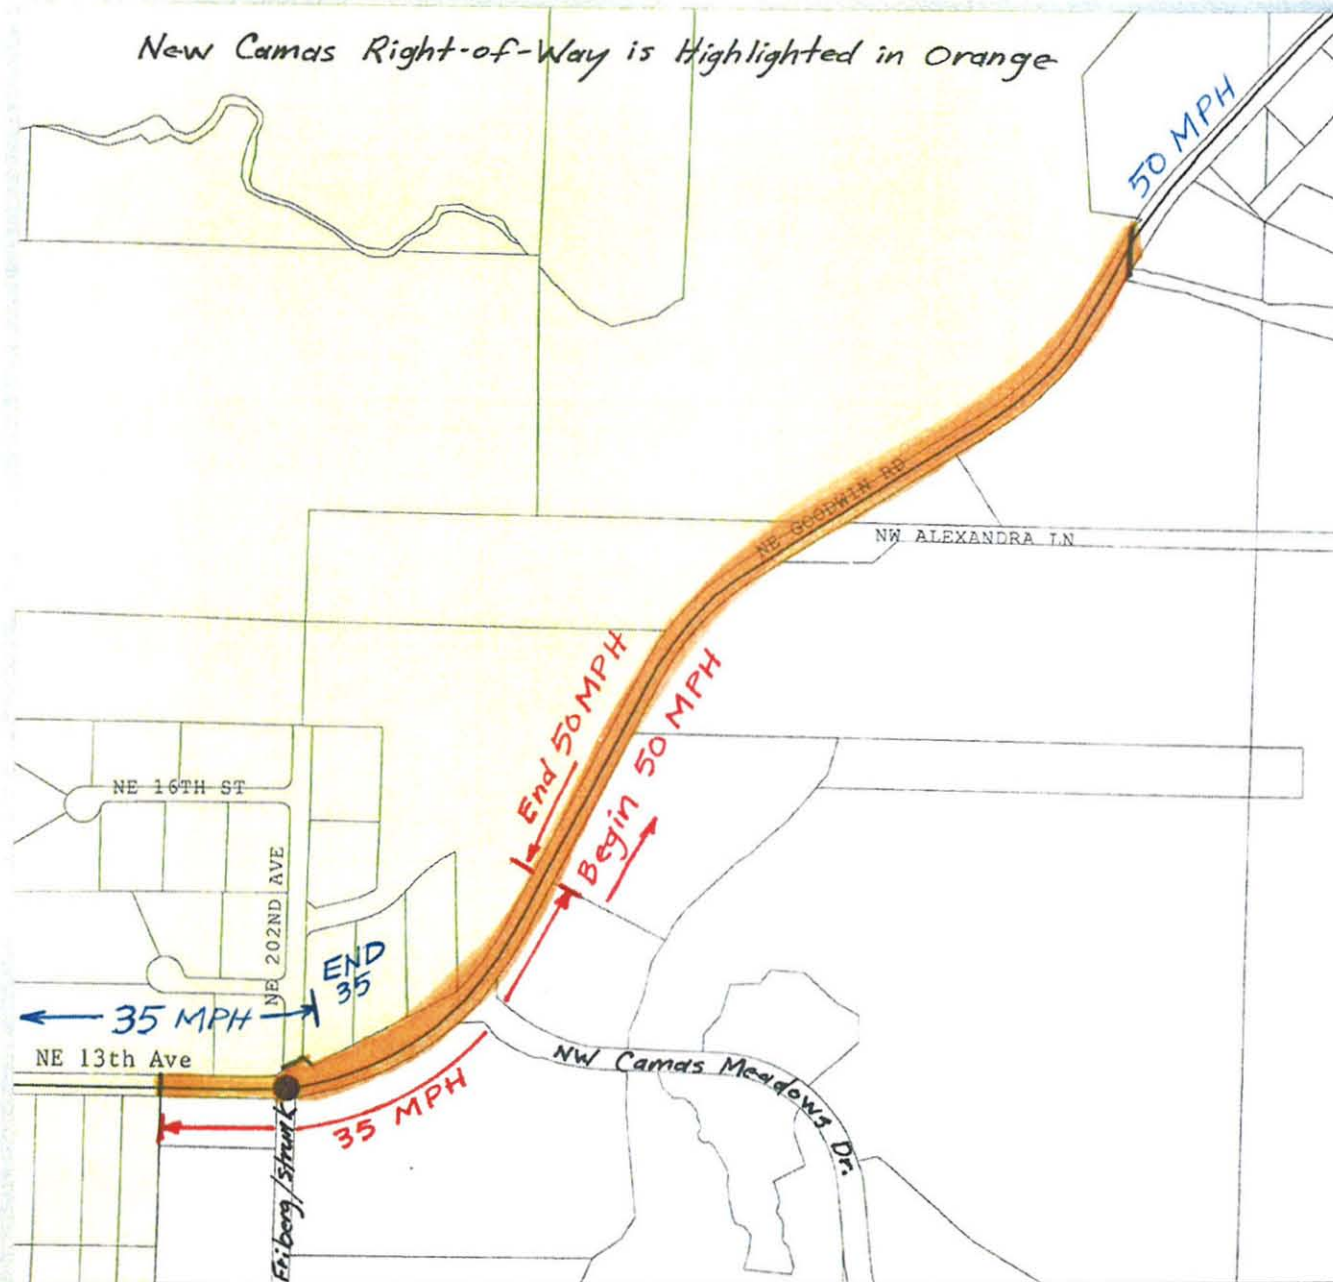 New Camas Right-of-Way is Highlighted in Orange
50 MPH
NE GOODWIN RD
NW ALEXANDRA LN
End 50 MPH
Begin 50 MPH
NE 16TH ST
NE 202ND AVE
END
35
35 MPH
NE 13th Ave
35 MPH
NW Camas Meadows Dr.
Friberg/Strunk